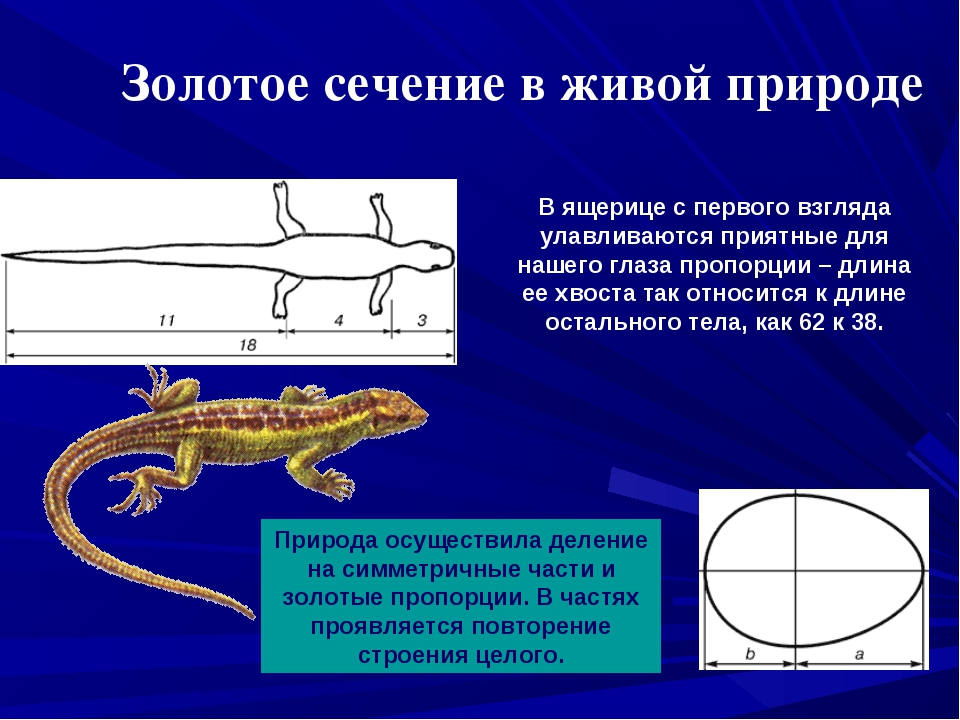 Золотое сечение в живой природе
В ящерице с первого взгляда
улавливаются приятные для
нашего глаза пропорции – длина
ее хвоста так относится к длине
остального тела, как 62 к 38.
11 4 3
18
Природа осуществила деление
на симметричные части и
золотые пропорции. В частях
проявляется повторение
строения целого.
b a